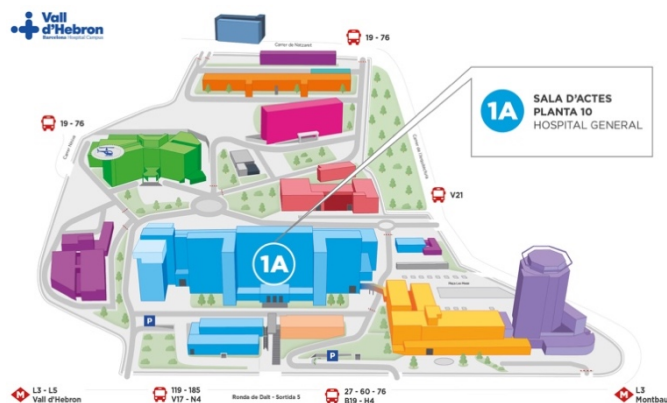 Vall
d'Hebron
Barcelona Hospital Campus
19 - 76
1A
SALA D'ACTES
PLANTA 10
HOSPITAL GENERAL
19 - 76
V21
1A
P
P
M
L3 - L5
Vall d'Hebron
119 - 185
V17 - N4
Ronda de Dalt - Sortida 5
27 - 60 - 76
B19 - H4
M
L3
Montbau